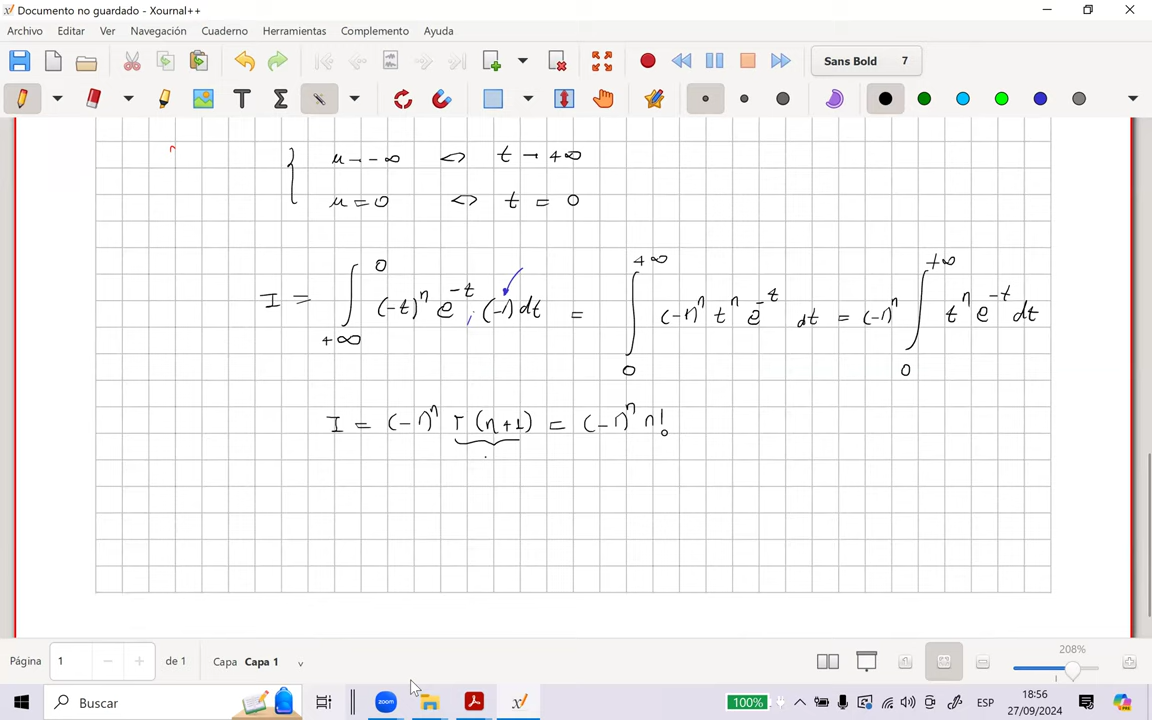 Documento no guardado - Xournal++
Archivo Editar Ver Navegación Cuaderno Herramientas Complemento Ayuda
Sans Bold 7
u → -∞ <=> t → +∞
u = 0 <=> t = 0
I = ∫_{+∞}^{0} (-t)^n e^{-t} (-1) dt = ∫_{0}^{+∞} (-1)^n t^n e^{-t} dt = (-1)^n ∫_{0}^{+∞} t^n e^{-t} dt
I = (-1)^n Γ(n+1) = (-1)^n n!
Página 1 de 1 Capa Capa 1 208%
Buscar zoom 100% ESP 18:56
27/09/2024